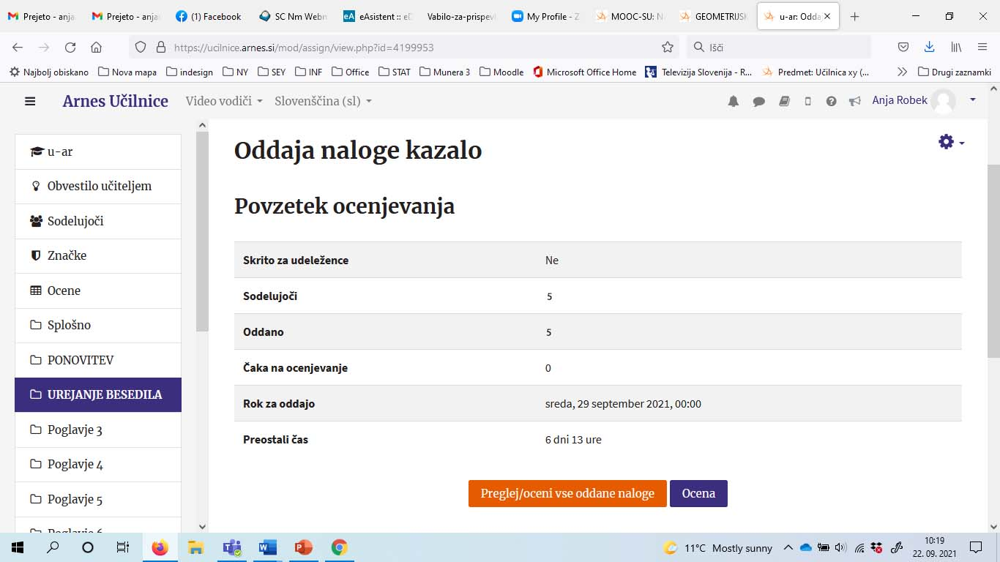 Prejeto - anja
Prejeto - anja
(1) Facebook
SC Nm Webm
eAsistent :: eD
Vabilo-za-prispev
My Profile - Z
MOOC-SU: N
GEOMETRIJSK
u-ar: Odda
https://ucilnice.arnes.si/mod/assign/view.php?id=4199953
Išči
Najbolj obiskano
Nova mapa
indesign
NY
SEY
INF
Office
STAT
Munera 3
Moodle
Microsoft Office Home
Televizija Slovenija - R...
Predmet: Učilnica xy (...
Drugi zaznamki
Arnes Učilnice
Video vodiči
Slovenščina (sl)
Anja Robek
u-ar
Obvestilo učiteljem
Sodelujoči
Značke
Ocene
Splošno
PONOVITEV
UREJANJE BESEDILA
Poglavje 3
Poglavje 4
Poglavje 5
Poglavje 6
Oddaja naloge kazalo
Povzetek ocenjevanja
Skrito za udeležence Ne
Sodelujoči 5
Oddano 5
Čaka na ocenjevanje 0
Rok za oddajo sreda, 29 september 2021, 00:00
Preostali čas 6 dni 13 ure
Preglej/oceni vse oddane naloge
Ocena
11°C Mostly sunny
10:19
22. 09. 2021